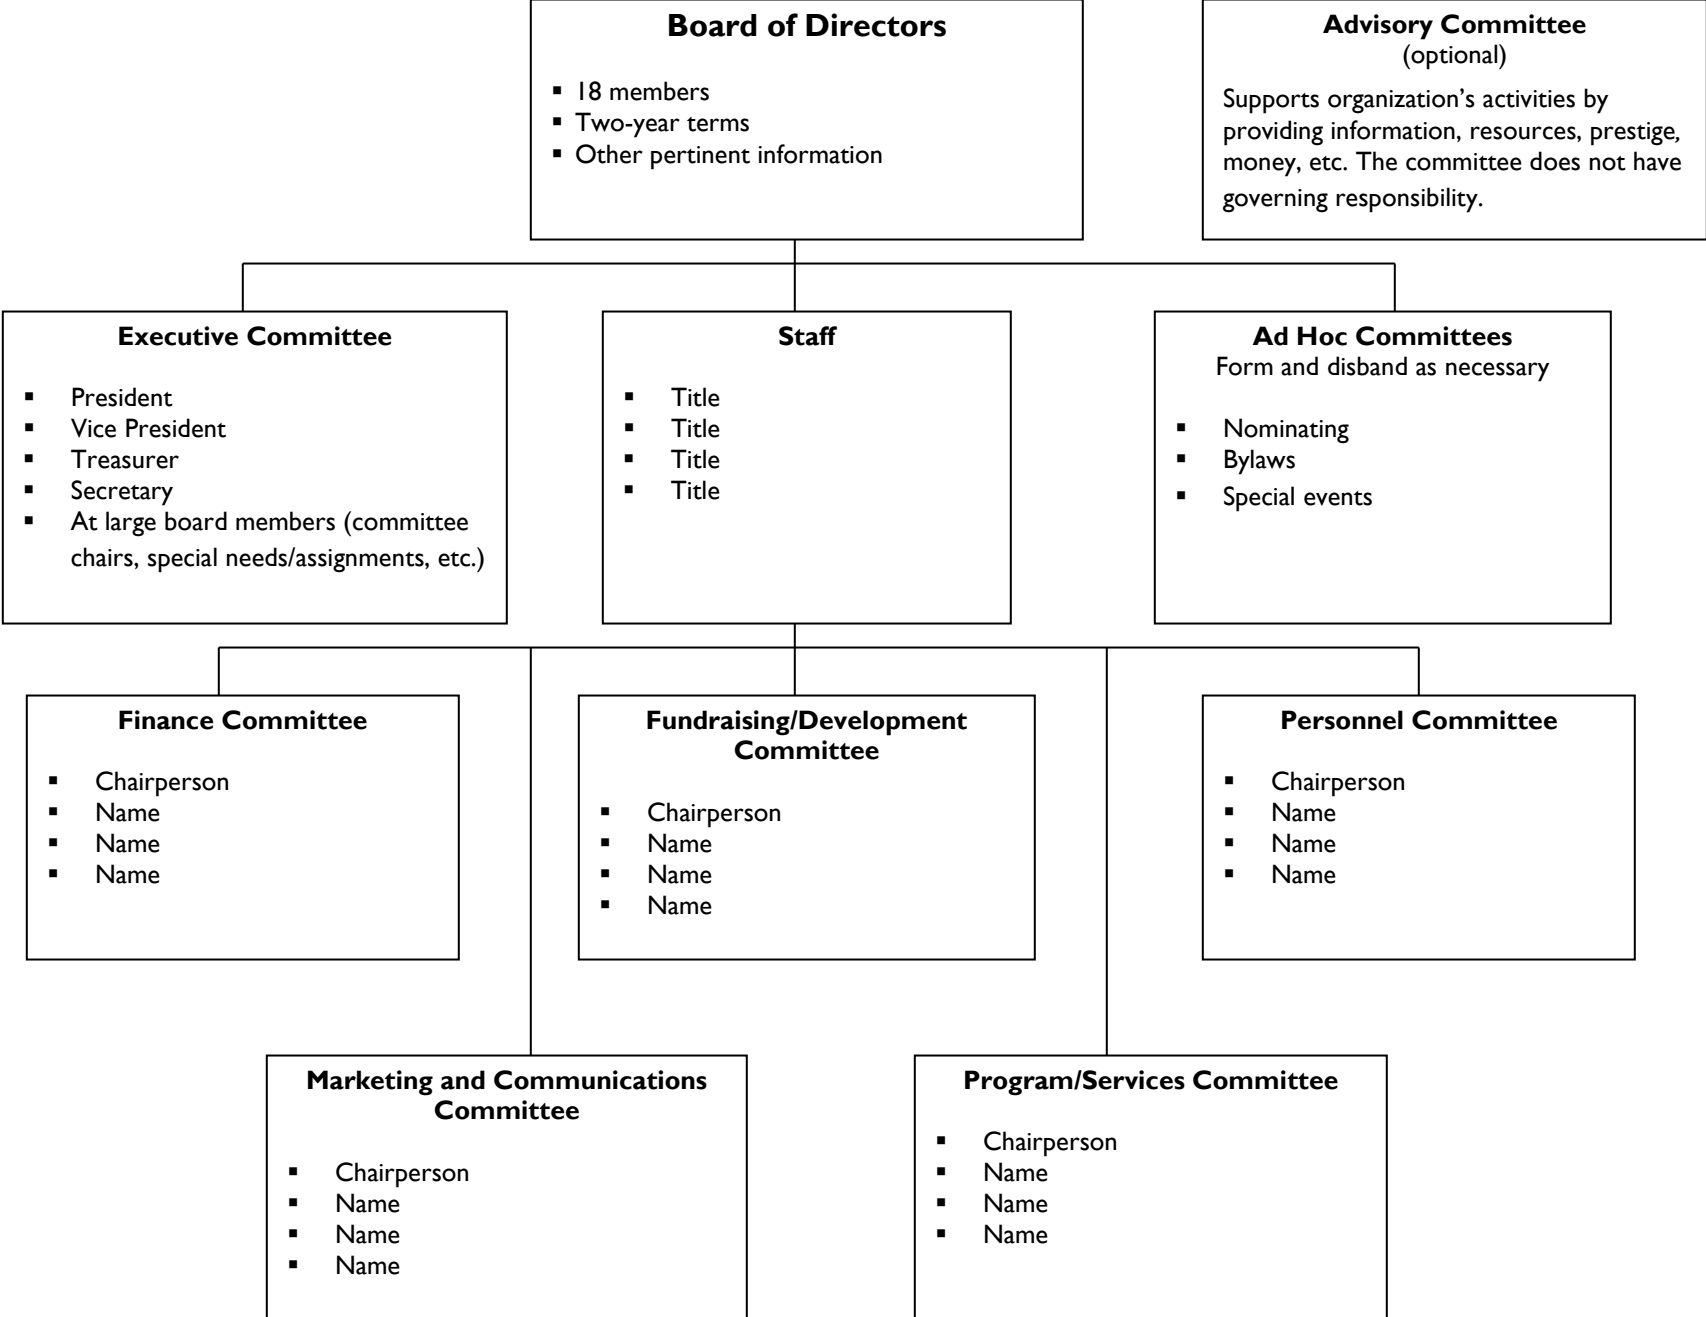 Board of Directors
▪ 18 members
▪ Two-year terms
▪ Other pertinent information
Advisory Committee
(optional)
Supports organization’s activities by
providing information, resources, prestige,
money, etc. The committee does not have
governing responsibility.
Executive Committee
▪ President
▪ Vice President
▪ Treasurer
▪ Secretary
▪ At large board members (committee
chairs, special needs/assignments, etc.)
Staff
▪ Title
▪ Title
▪ Title
▪ Title
Ad Hoc Committees
Form and disband as necessary
▪ Nominating
▪ Bylaws
▪ Special events
Finance Committee
▪ Chairperson
▪ Name
▪ Name
▪ Name
Fundraising/Development
Committee
▪ Chairperson
▪ Name
▪ Name
▪ Name
Personnel Committee
▪ Chairperson
▪ Name
▪ Name
▪ Name
Marketing and Communications
Committee
▪ Chairperson
▪ Name
▪ Name
▪ Name
Program/Services Committee
▪ Chairperson
▪ Name
▪ Name
▪ Name